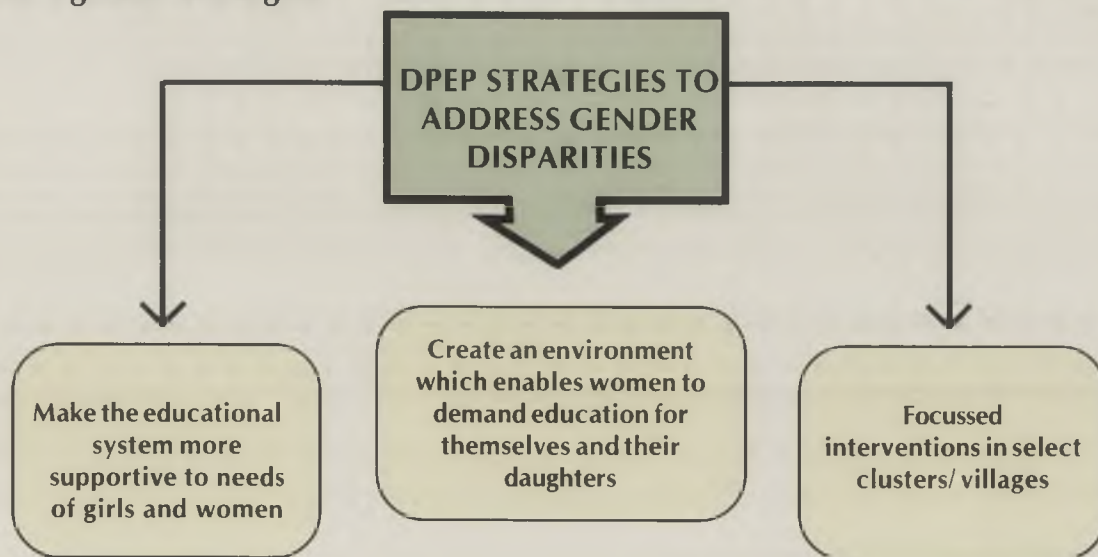 DPEP STRATEGIES TO
ADDRESS GENDER
DISPARITIES
Make the educational
system more
supportive to needs
of girls and women
Create an environment
which enables women to
demand education for
themselves and their
daughters
Focussed
interventions in select
clusters/ villages